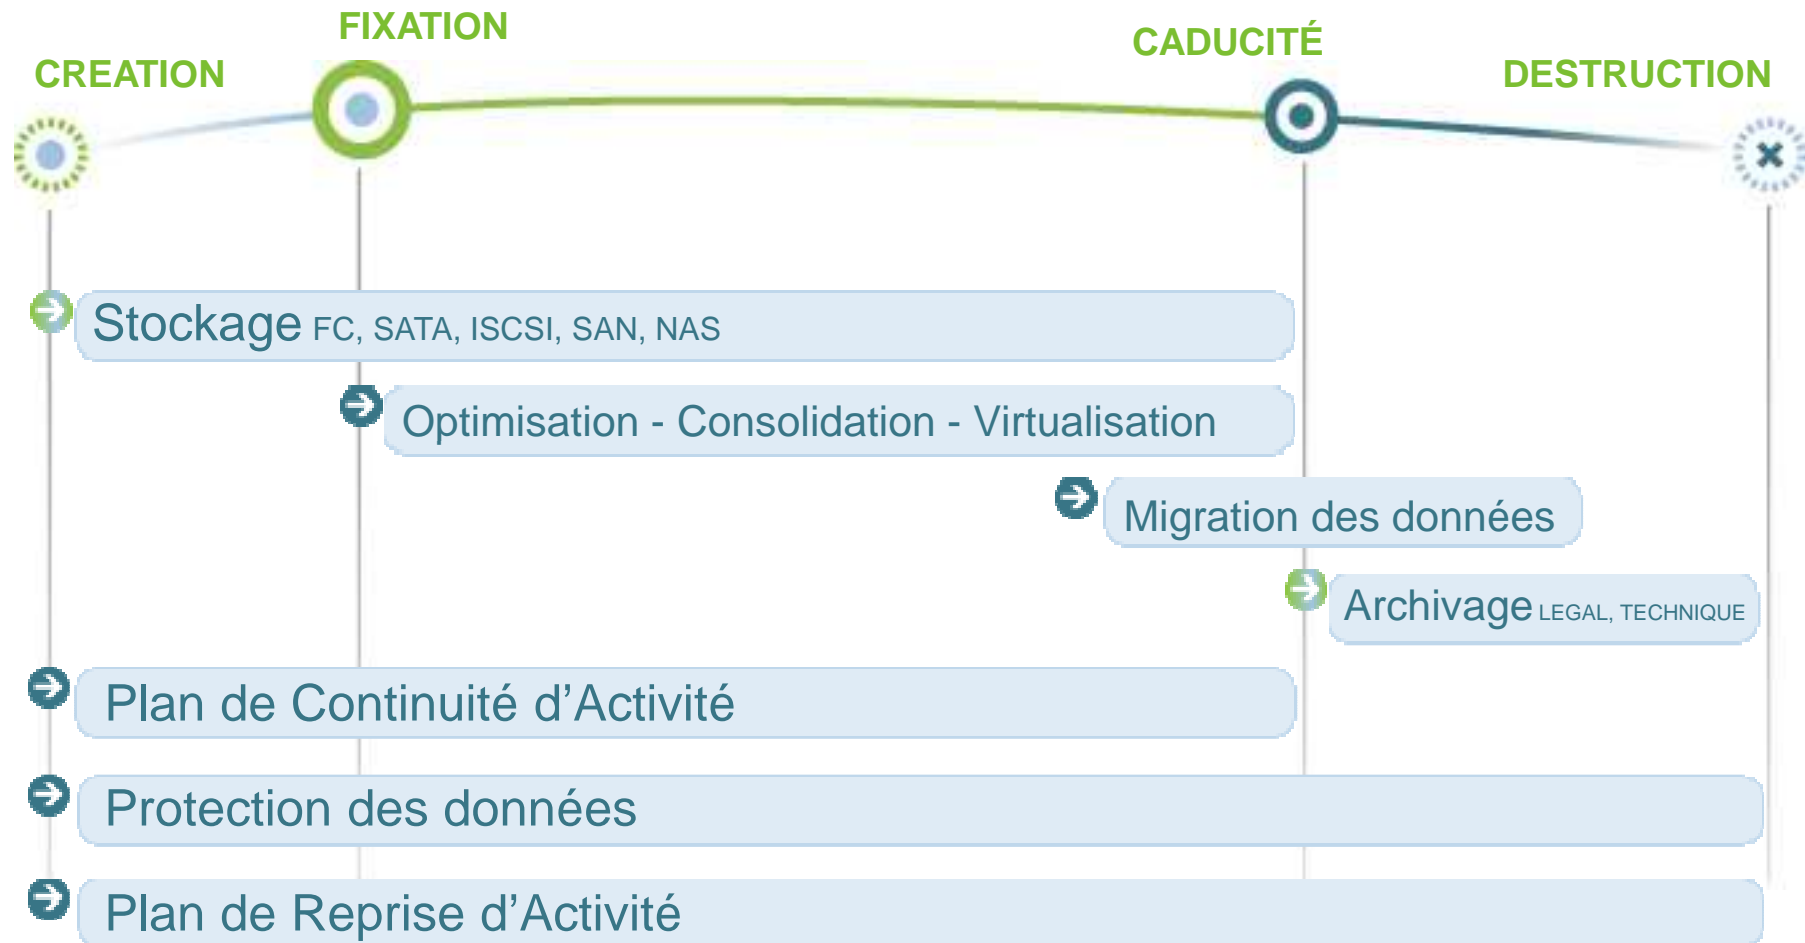 CREATION
FIXATION
CADUCITÉ
DESTRUCTION
Stockage FC, SATA, ISCSI, SAN, NAS
Optimisation - Consolidation - Virtualisation
Migration des données
Archivage LEGAL, TECHNIQUE
Plan de Continuité d’Activité
Protection des données
Plan de Reprise d’Activité